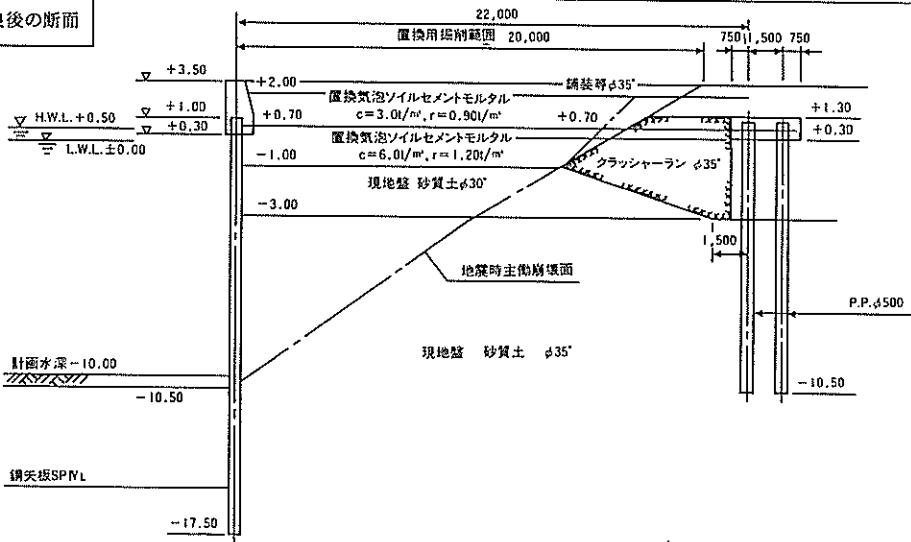 後の断面
22,000
置換用掘削範囲 20,000
750
1,500
750
+3.50
+2.00
舗装等φ35°
置換気泡ソイルセメントモルタル
c=3.0t/m², r=0.90t/m³
+1.00
H.W.L.+0.50
+0.70
+0.70
+1.30
+0.30
+0.30
L.W.L.±0.00
置換気泡ソイルセメントモルタル
c=6.0t/m², r=1.20t/m³
クラッシャーラン φ35°
-1.00
現地盤 砂質土φ30°
-3.00
1,500
地震時主働崩壊面
P.P.φ500
現地盤 砂質土 φ35°
計画水深-10.00
-10.50
-10.50
鋼矢板SPⅣL
-17.50